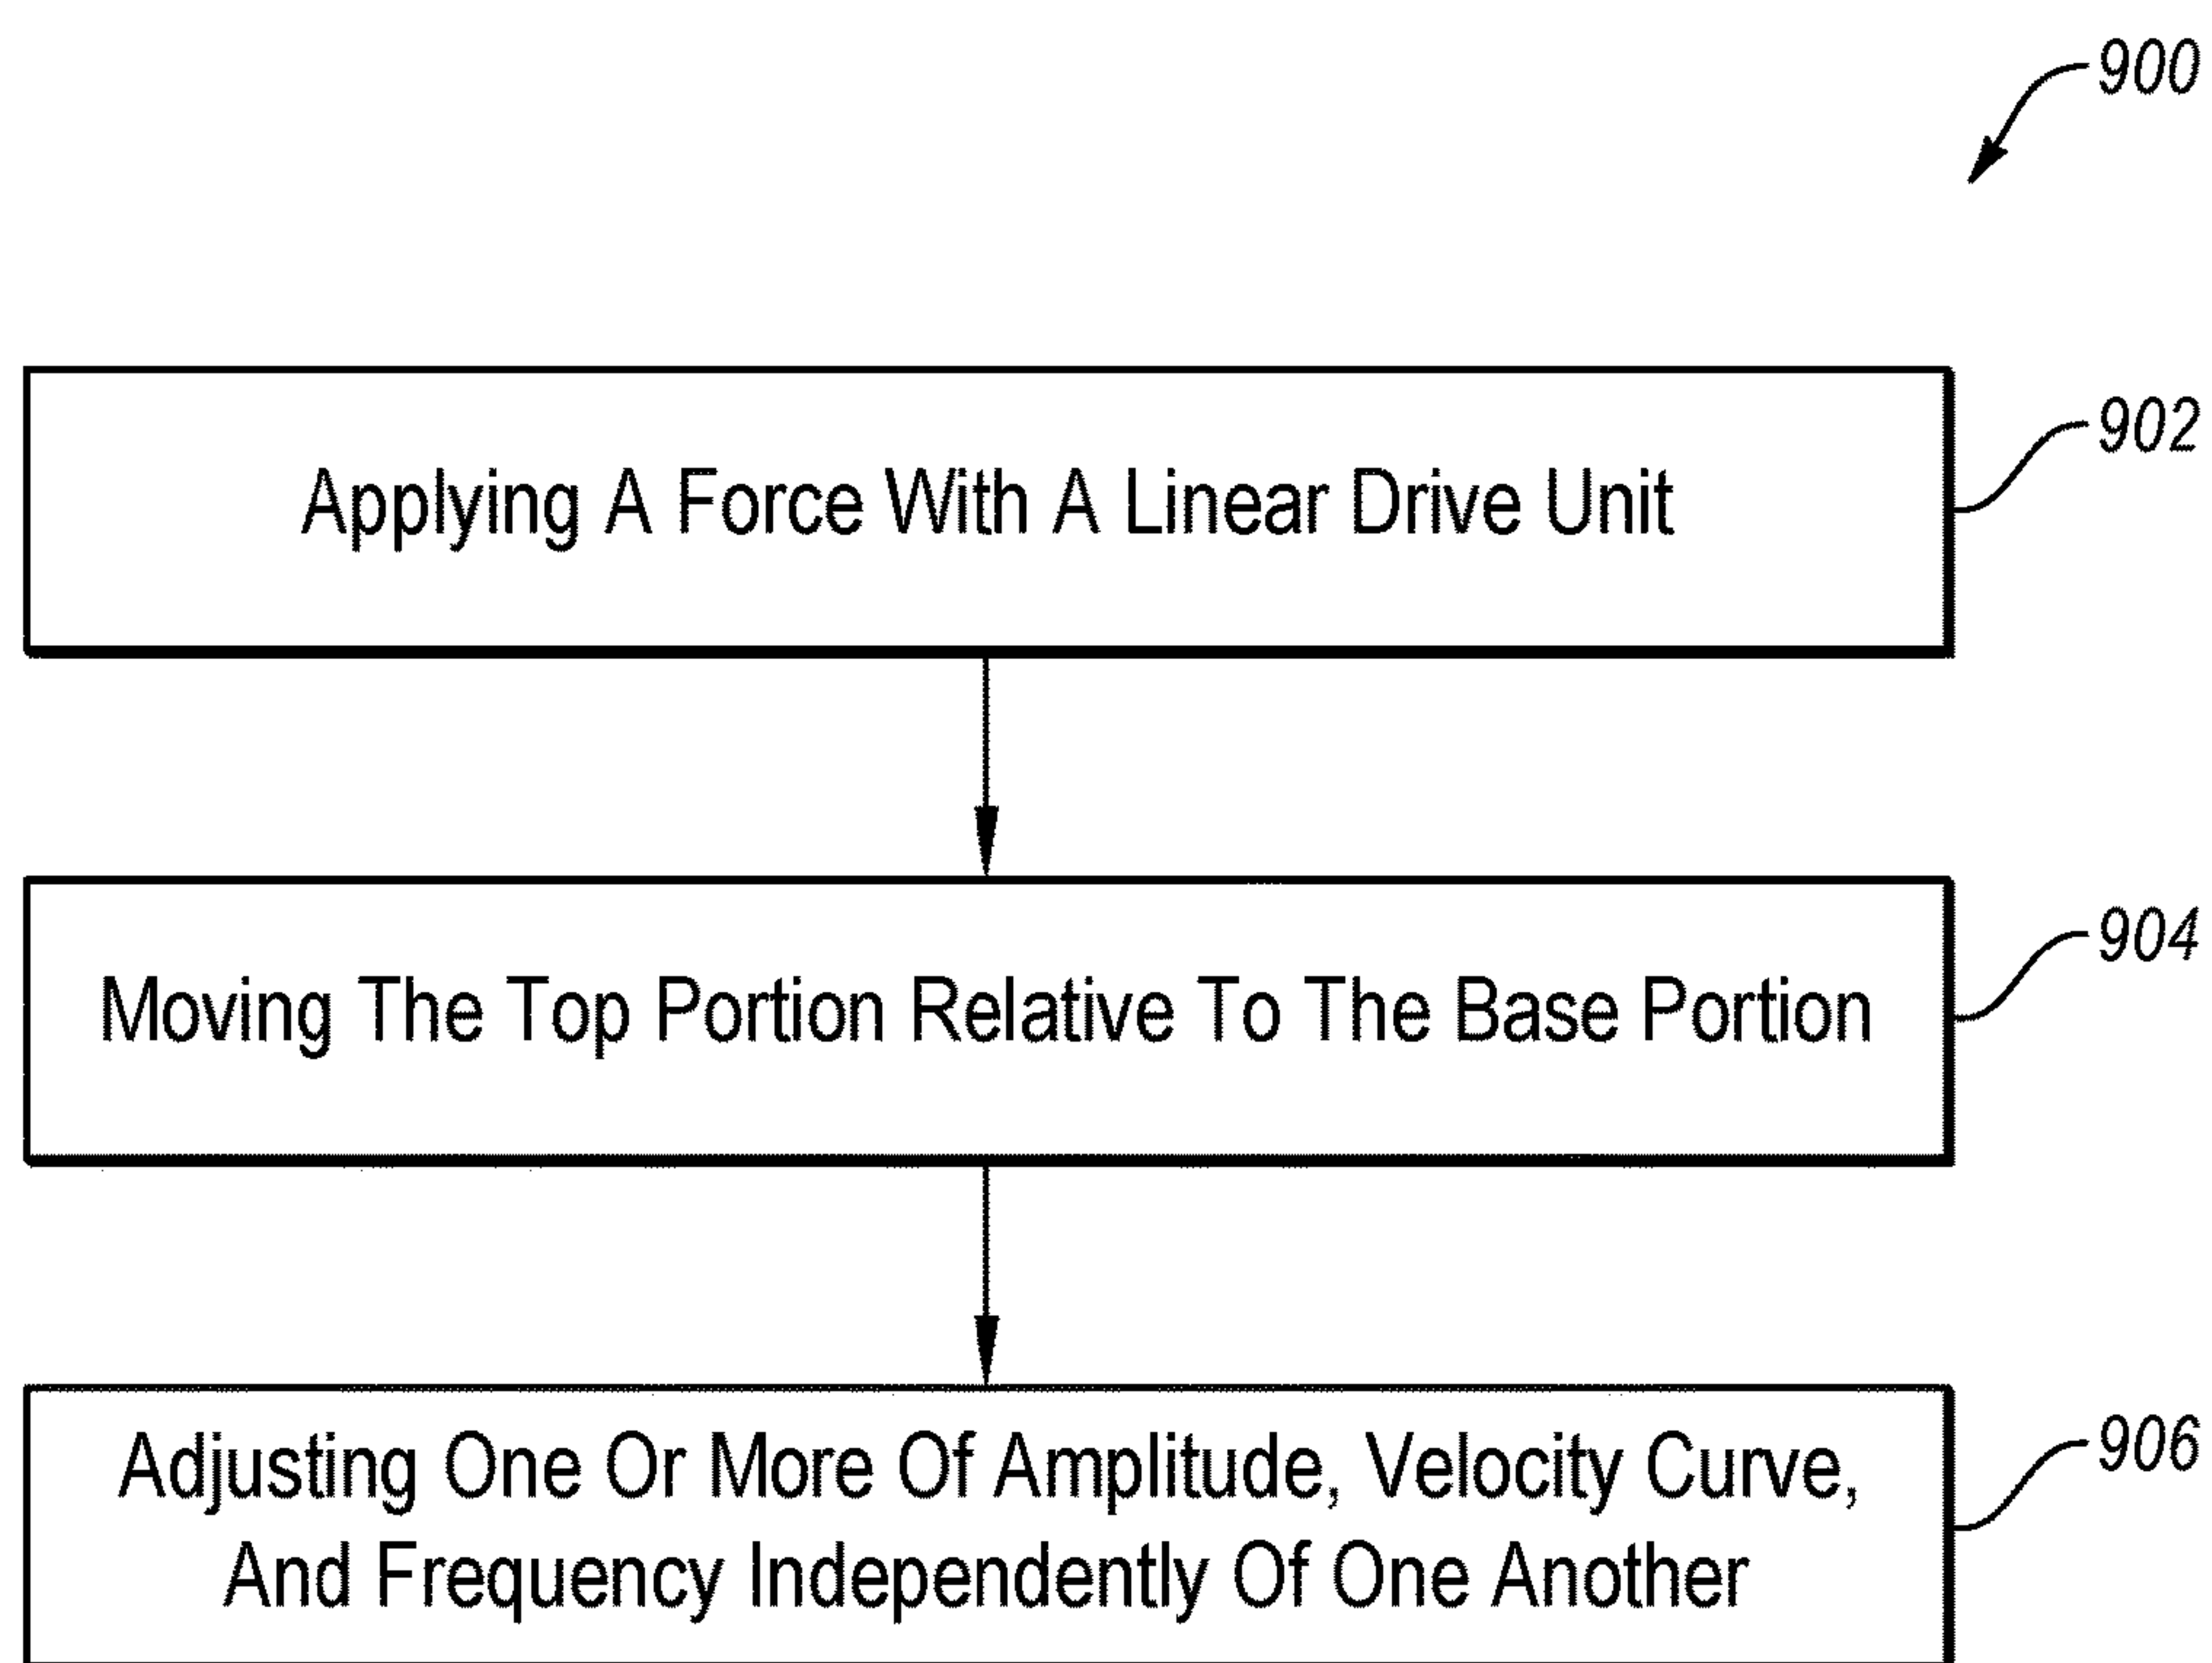 900
Applying A Force With A Linear Drive Unit
902
Moving The Top Portion Relative To The Base Portion
904
Adjusting One Or More Of Amplitude, Velocity Curve,
And Frequency Independently Of One Another
906